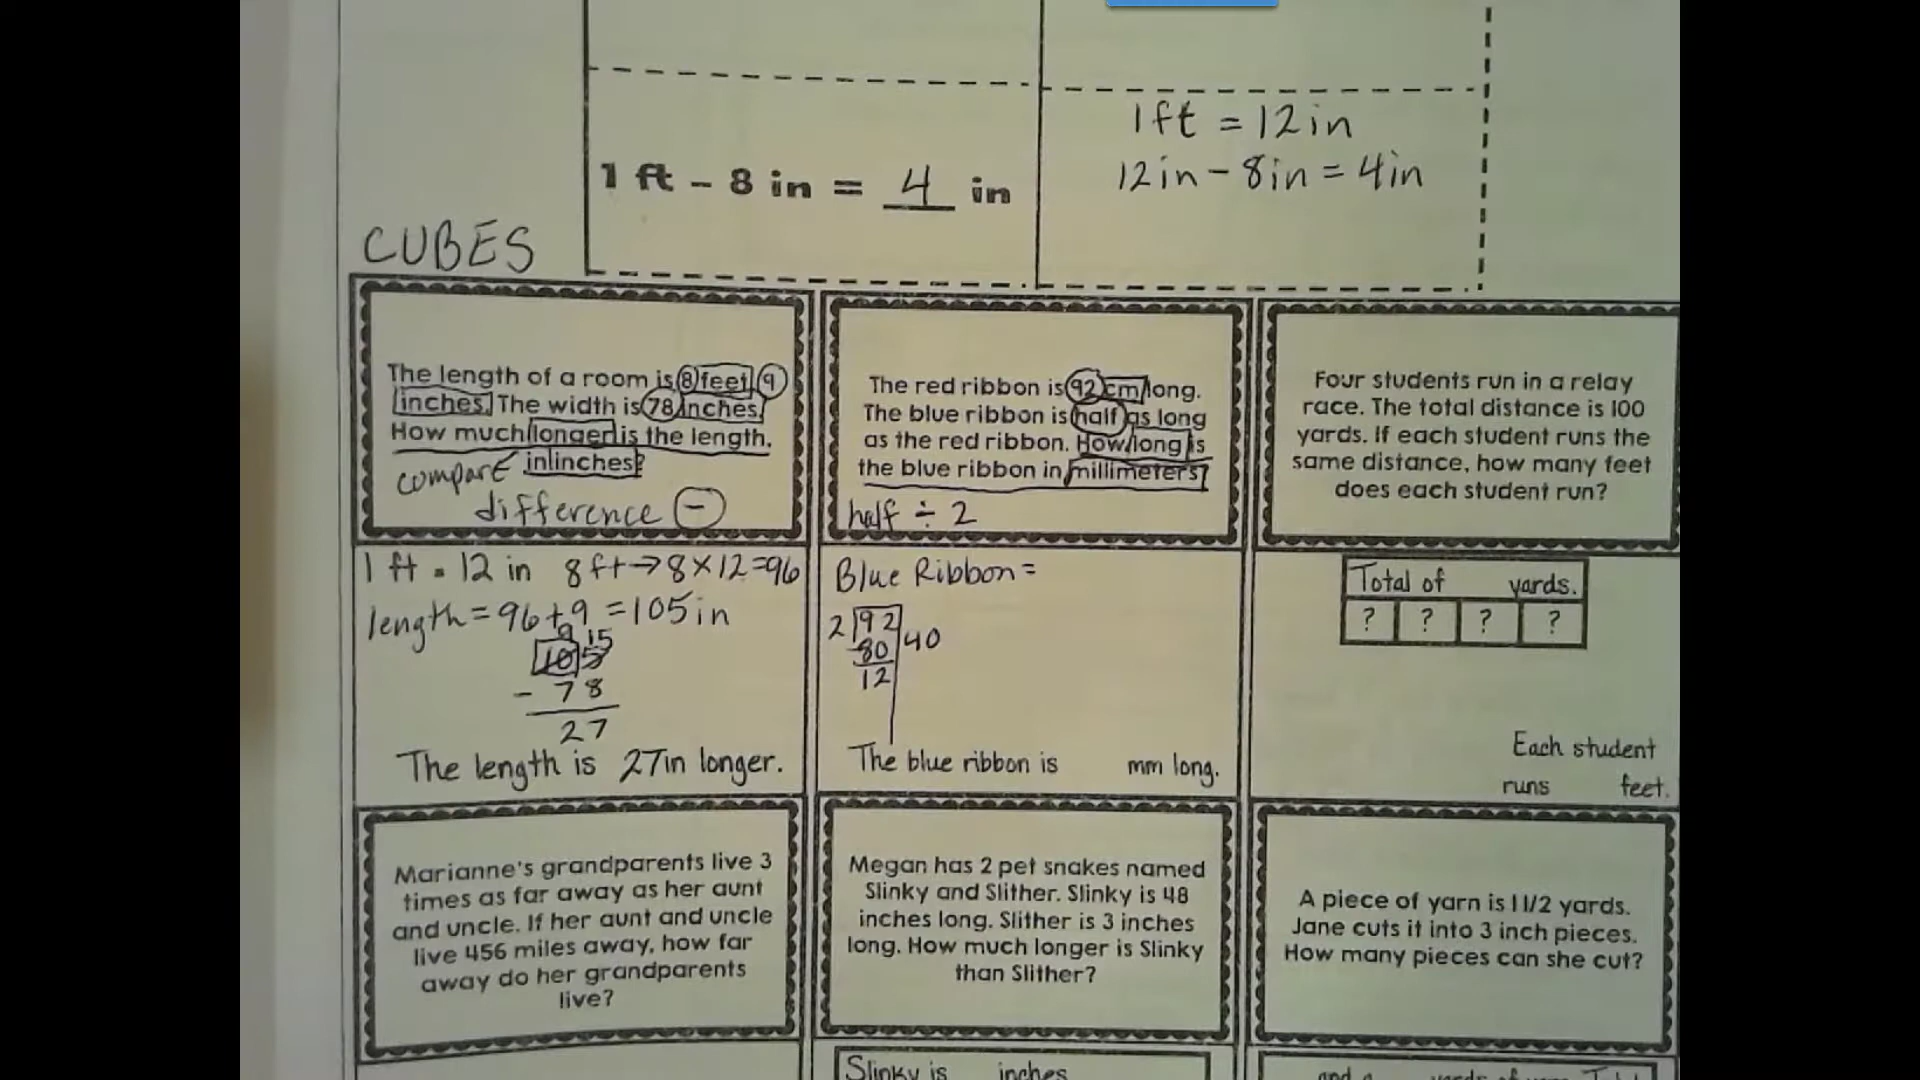 1 ft - 8 in = 4 in
1ft = 12in
12in - 8in = 4in
CUBES
The length of a room is 8 feet 9
inches. The width is 78 inches.
How much longer is the length.
in inches?
compare
difference -
1 ft = 12 in 8ft → 8 x 12 = 96
length = 96 + 9 = 105 in
9 15
105
- 78
27
The length is 27in longer.
The red ribbon is 92 cm long.
The blue ribbon is half as long
as the red ribbon. How long is
the blue ribbon in millimeters?
half ÷ 2
Blue Ribbon =
2 92
80 40
12
The blue ribbon is mm long.
Four students run in a relay
race. The total distance is 100
yards. If each student runs the
same distance, how many feet
does each student run?
Total of yards.
? ? ? ?
Each student
runs feet.
Marianne's grandparents live 3
times as far away as her aunt
and uncle. If her aunt and uncle
live 456 miles away, how far
away do her grandparents
live?
Megan has 2 pet snakes named
Slinky and Slither. Slinky is 48
inches long. Slither is 3 inches
long. How much longer is Slinky
than Slither?
Slinky is inches
A piece of yarn is 1 1/2 yards.
Jane cuts it into 3 inch pieces.
How many pieces can she cut?
and a yards of